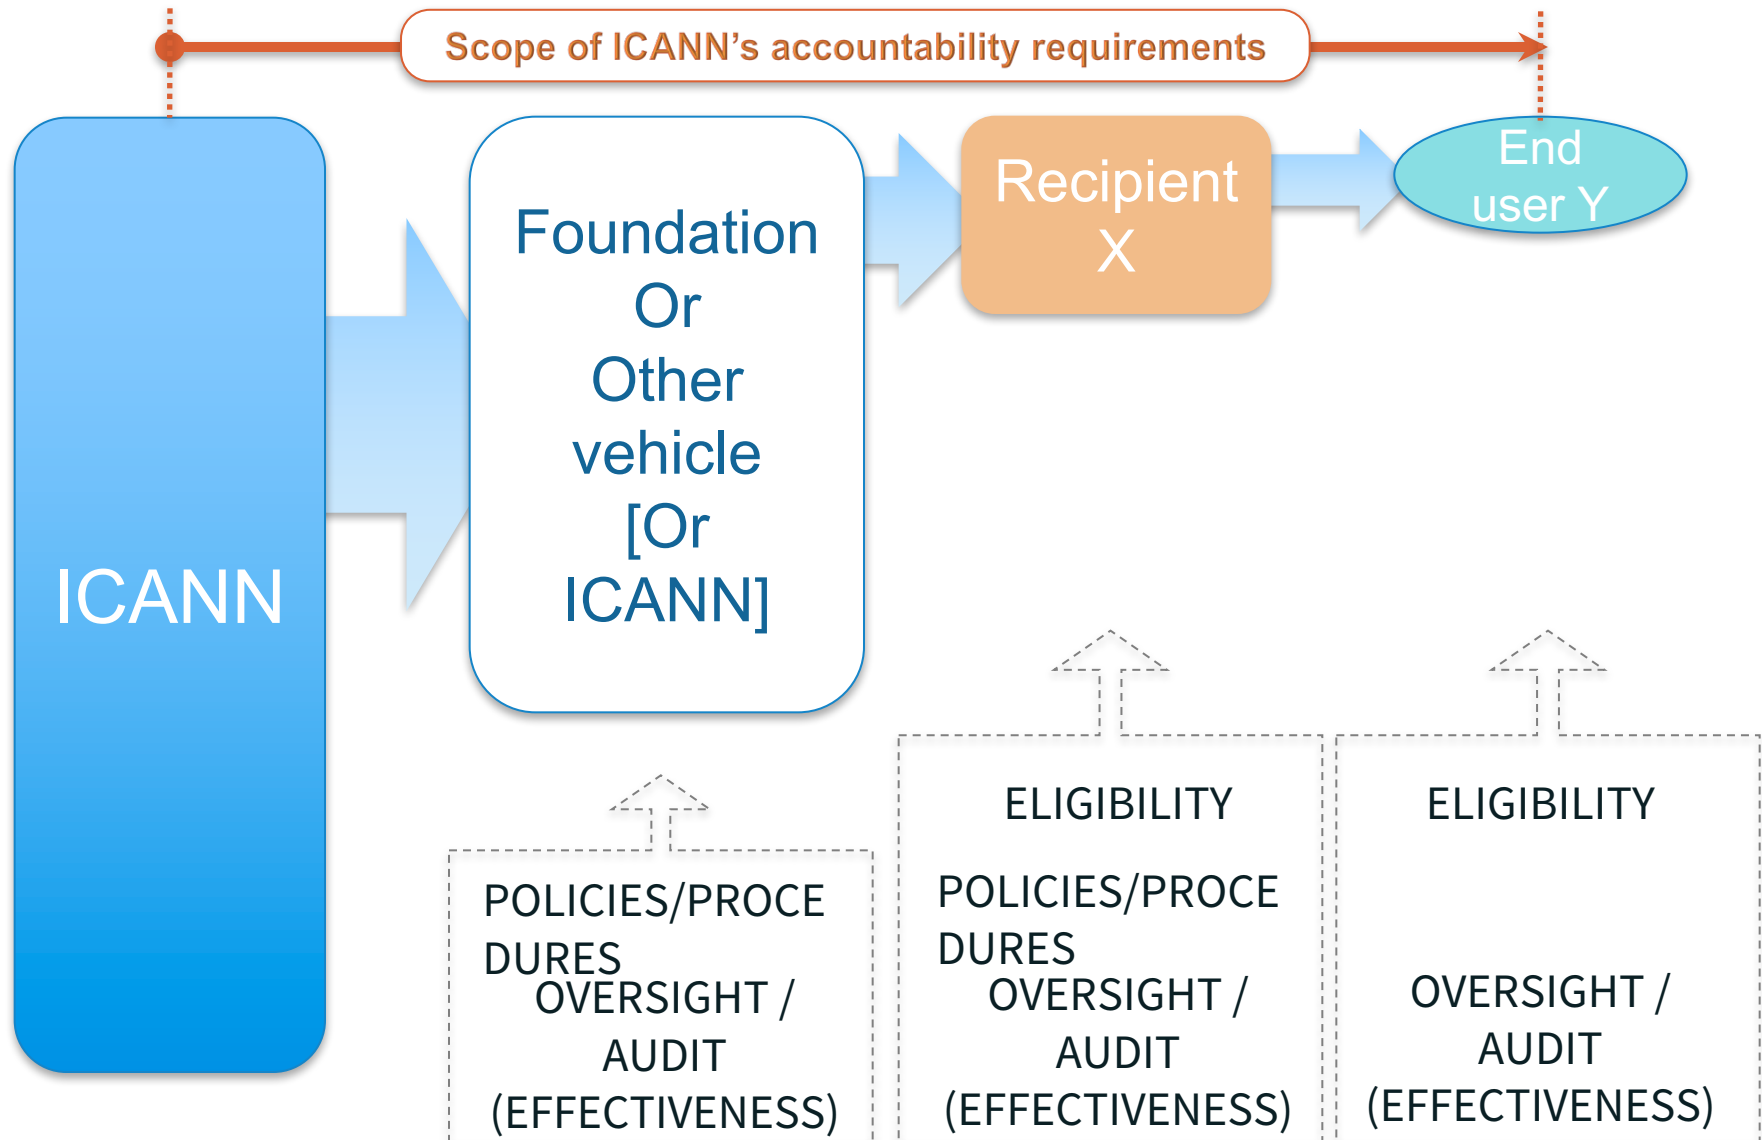 Scope of ICANN's accountability requirements
ICANN
Foundation
Or
Other
vehicle
[Or
ICANN]
Recipient
X
End
user Y
POLICIES/PROCE
DURES
OVERSIGHT /
AUDIT
(EFFECTIVENESS)
ELIGIBILITY
POLICIES/PROCE
DURES
OVERSIGHT /
AUDIT
(EFFECTIVENESS)
ELIGIBILITY
OVERSIGHT /
AUDIT
(EFFECTIVENESS)